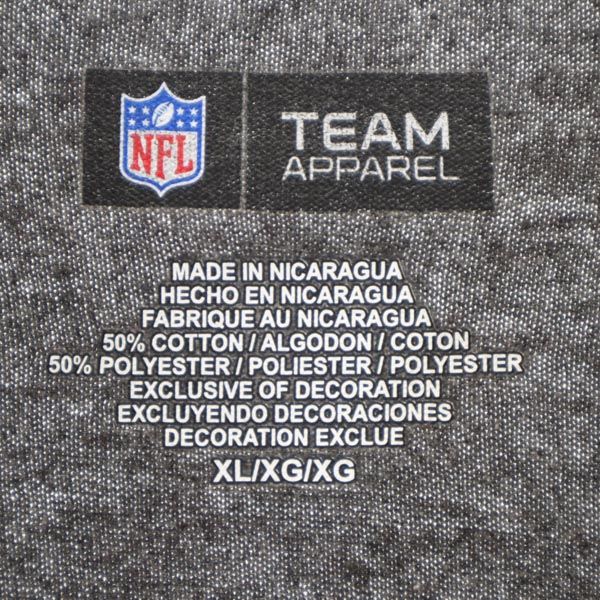 NFL
TEAM
APPAREL
MADE IN NICARAGUA
HECHO EN NICARAGUA
FABRIQUE AU NICARAGUA
50% COTTON / ALGODON / COTON
50% POLYESTER / POLIESTER / POLYESTER
EXCLUSIVE OF DECORATION
EXCLUYENDO DECORACIONES
DECORATION EXCLUE
XL/XG/XG